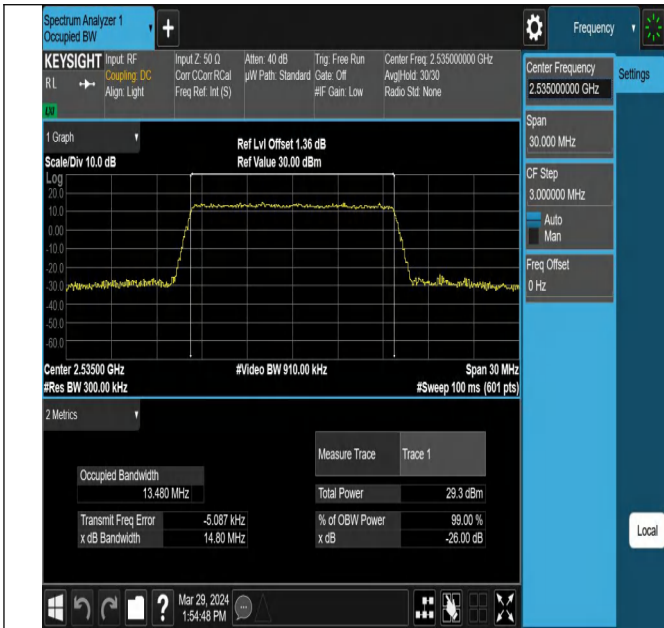 Spectrum Analyzer 1
Occupied BW
Frequency
KEYSIGHT
RL
LXI
Input: RF
Coupling: DC
Align: Light
Input Z: 50 Ω
Corr CCorr RCal
Freq Ref: Int (S)
Atten: 40 dB
µW Path: Standard
Trig: Free Run
Gate: Off
#IF Gain: Low
Center Freq: 2.535000000 GHz
Avg|Hold: 30/30
Radio Std: None
Center Frequency
2.535000000 GHz
Settings
Span
30.000 MHz
CF Step
3.000000 MHz
Auto
Man
Freq Offset
0 Hz
1 Graph
Scale/Div 10.0 dB
Ref Lvl Offset 1.36 dB
Ref Value 30.00 dBm
Log
20.0
10.0
0.00
-10.0
-20.0
-30.0
-40.0
-50.0
-60.0
Center 2.53500 GHz
#Video BW 910.00 kHz
Span 30 MHz
#Res BW 300.00 kHz
#Sweep 100 ms (601 pts)
2 Metrics
Measure Trace
Trace 1
Occupied Bandwidth
13.480 MHz
Total Power
29.3 dBm
Transmit Freq Error
-5.087 kHz
% of OBW Power
99.00 %
x dB Bandwidth
14.80 MHz
x dB
-26.00 dB
Local
?
Mar 29, 2024
1:54:48 PM